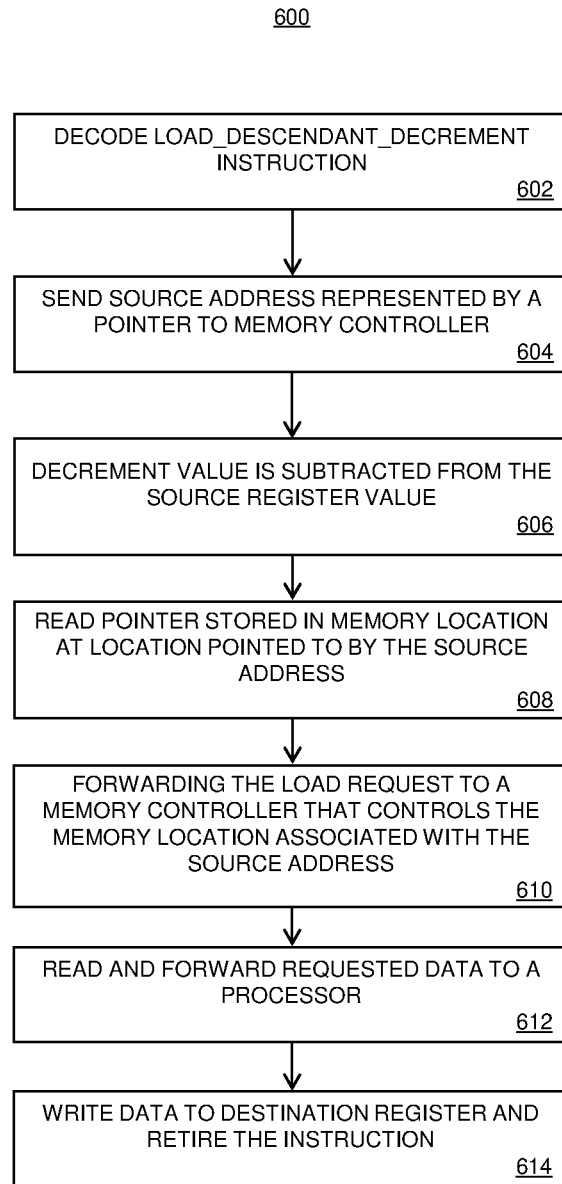 600
DECODE LOAD_DESCENDANT_DECREMENT
INSTRUCTION
602
SEND SOURCE ADDRESS REPRESENTED BY A
POINTER TO MEMORY CONTROLLER
604
DECREMENT VALUE IS SUBTRACTED FROM THE
SOURCE REGISTER VALUE
606
READ POINTER STORED IN MEMORY LOCATION
AT LOCATION POINTED TO BY THE SOURCE
ADDRESS
608
FORWARDING THE LOAD REQUEST TO A
MEMORY CONTROLLER THAT CONTROLS THE
MEMORY LOCATION ASSOCIATED WITH THE
SOURCE ADDRESS
610
READ AND FORWARD REQUESTED DATA TO A
PROCESSOR
612
WRITE DATA TO DESTINATION REGISTER AND
RETIRE THE INSTRUCTION
614